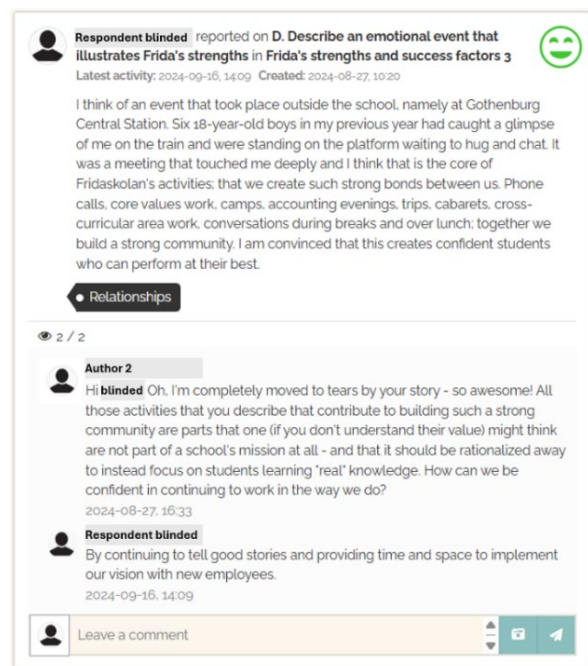 Respondent blinded reported on D. Describe an emotional event that
illustrates Frida's strengths in Frida's strengths and success factors 3
Latest activity: 2024-09-16, 14:09 Created: 2024-08-27, 10:20
I think of an event that took place outside the school, namely at Gothenburg
Central Station. Six 18-year-old boys in my previous year had caught a glimpse
of me on the train and were standing on the platform waiting to hug and chat. It
was a meeting that touched me deeply and I think that is the core of
Fridaskolan's activities; that we create such strong bonds between us. Phone
calls, core values work, camps, accounting evenings, trips, cabarets, cross-
curricular area work, conversations during breaks and over lunch; together we
build a strong community. I am convinced that this creates confident students
who can perform at their best.
Relationships
2 / 2
Author 2
Hi blinded Oh, I'm completely moved to tears by your story - so awesome! All
those activities that you describe that contribute to building such a strong
community are parts that one (if you don't understand their value) might think
are not part of a school's mission at all - and that it should be rationalized away
to instead focus on students learning "real" knowledge. How can we be
confident in continuing to work in the way we do?
2024-08-27, 16:33
Respondent blinded
By continuing to tell good stories and providing time and space to implement
our vision with new employees.
2024-09-16, 14:09
Leave a comment